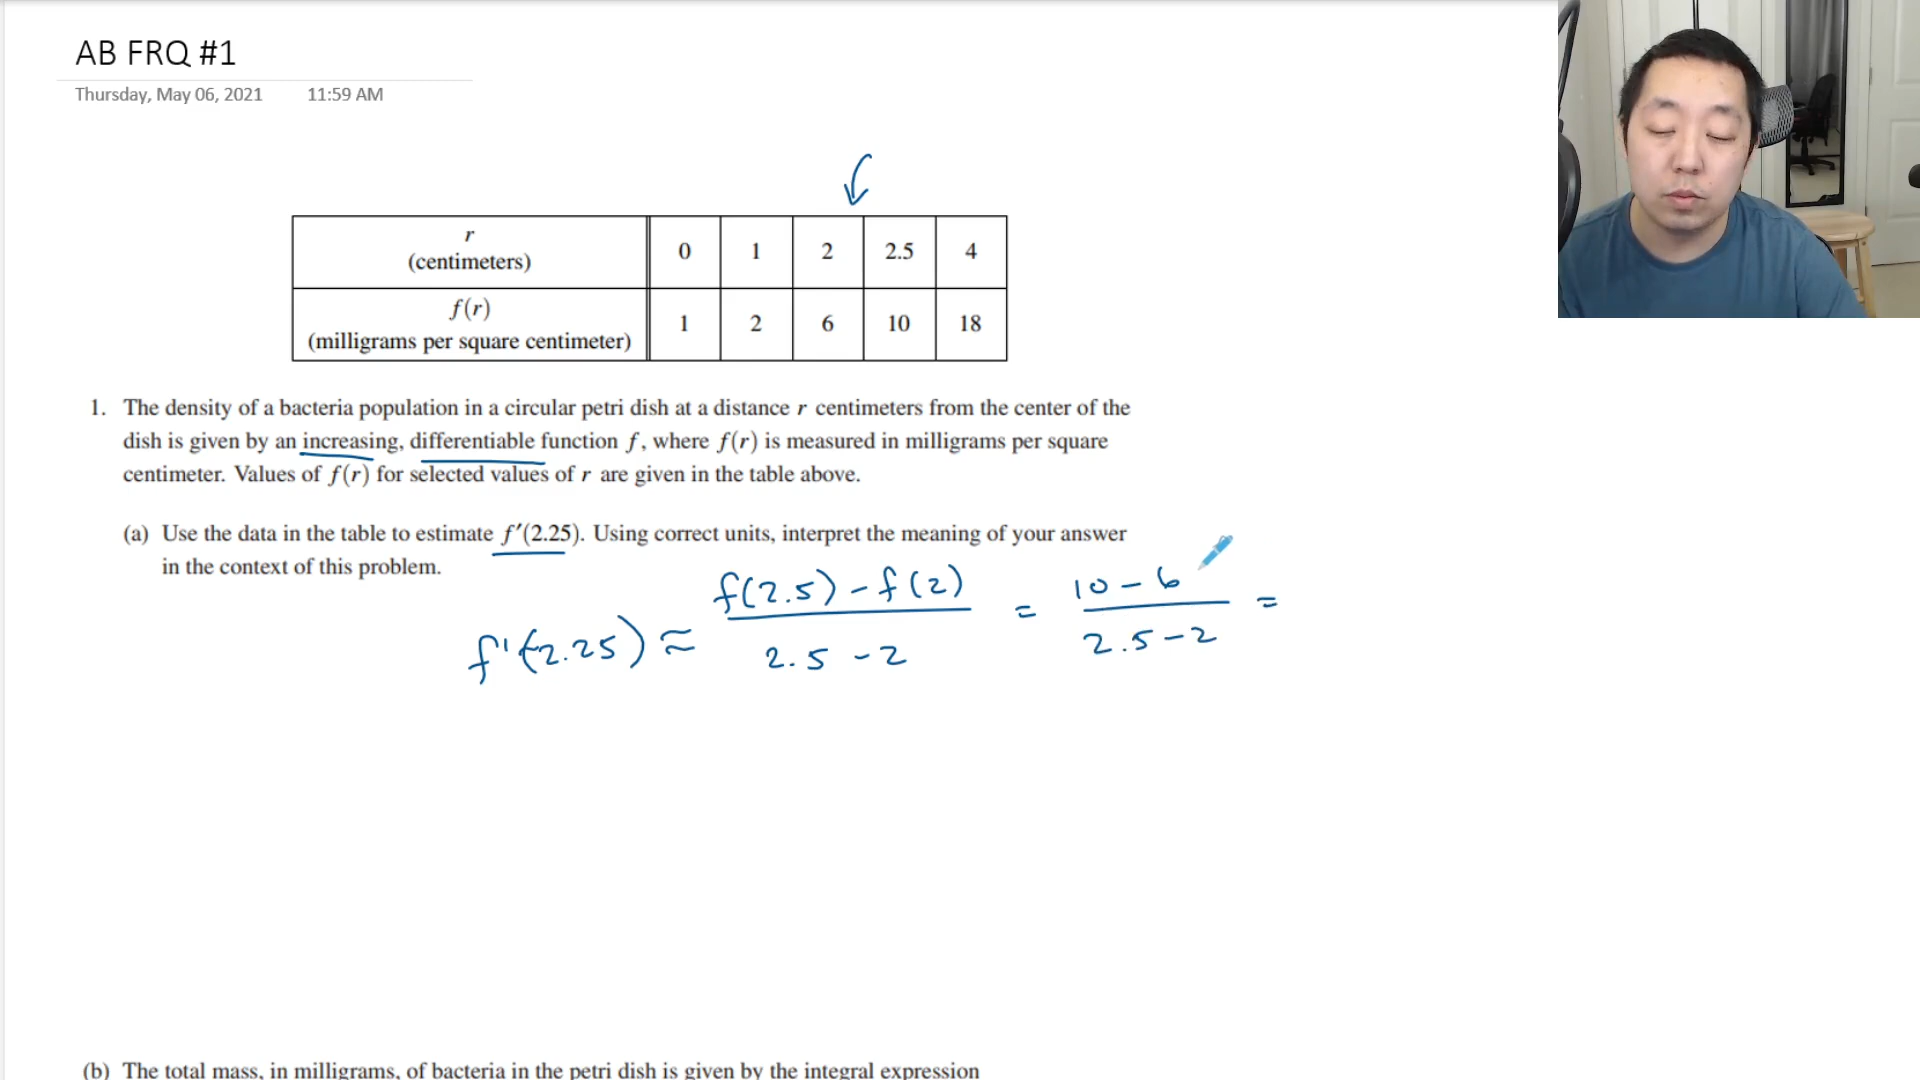 AB FRQ #1
Thursday, May 06, 2021 11:59 AM
r (centimeters) 0 1 2 2.5 4
f(r) (milligrams per square centimeter) 1 2 6 10 18
1. The density of a bacteria population in a circular petri dish at a distance r centimeters from the center of the
dish is given by an increasing, differentiable function f, where f(r) is measured in milligrams per square
centimeter. Values of f(r) for selected values of r are given in the table above.
(a) Use the data in the table to estimate f′(2.25). Using correct units, interpret the meaning of your answer
in the context of this problem.
f'(2.25) ≈ f(2.5) - f(2) / 2.5 - 2 = 10 - 6 / 2.5 - 2 =
(b) The total mass, in milligrams, of bacteria in the petri dish is given by the integral expression